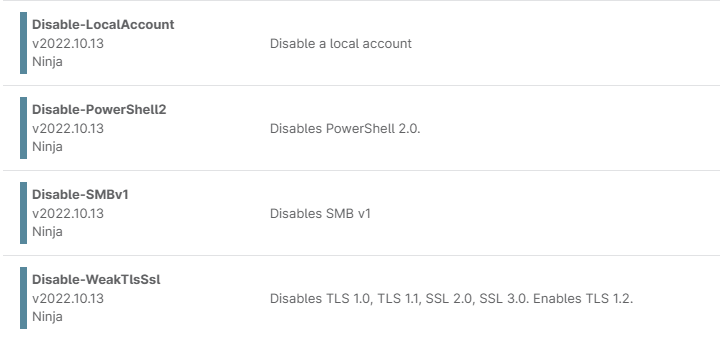 Disable-LocalAccount
v2022.10.13
Disable a local account
Ninja
Disable-PowerShell2
v2022.10.13
Disables PowerShell 2.0.
Ninja
Disable-SMBv1
v2022.10.13
Disables SMB v1
Ninja
Disable-WeakTlsSsl
v2022.10.13
Disables TLS 1.0, TLS 1.1, SSL 2.0, SSL 3.0. Enables TLS 1.2.
Ninja